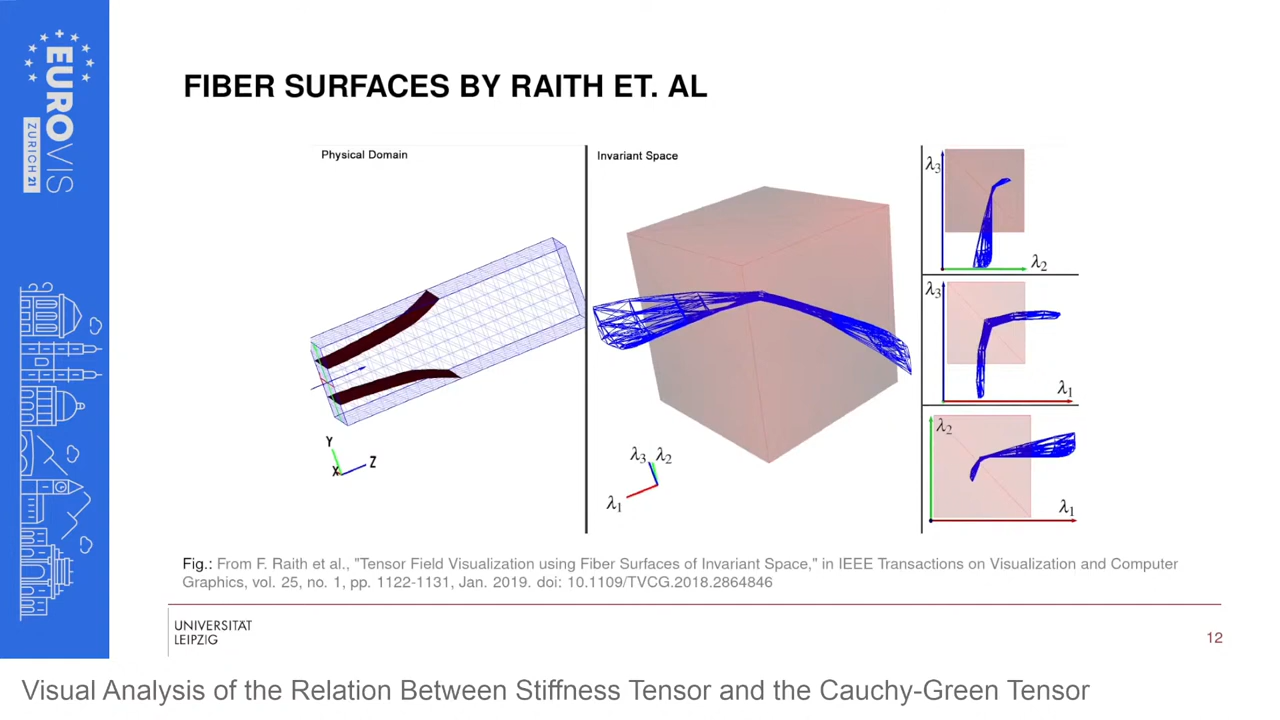 EUROVIS
ZURICH 21
FIBER SURFACES BY RAITH ET. AL
Physical Domain
Y
X
Z
Invariant Space
λ3 λ2
λ1
λ3
λ2
λ3
λ1
λ2
λ1
Fig.: From F. Raith et al., "Tensor Field Visualization using Fiber Surfaces of Invariant Space," in IEEE Transactions on Visualization and Computer
Graphics, vol. 25, no. 1, pp. 1122-1131, Jan. 2019. doi: 10.1109/TVCG.2018.2864846
UNIVERSITÄT
LEIPZIG
12
Visual Analysis of the Relation Between Stiffness Tensor and the Cauchy-Green Tensor